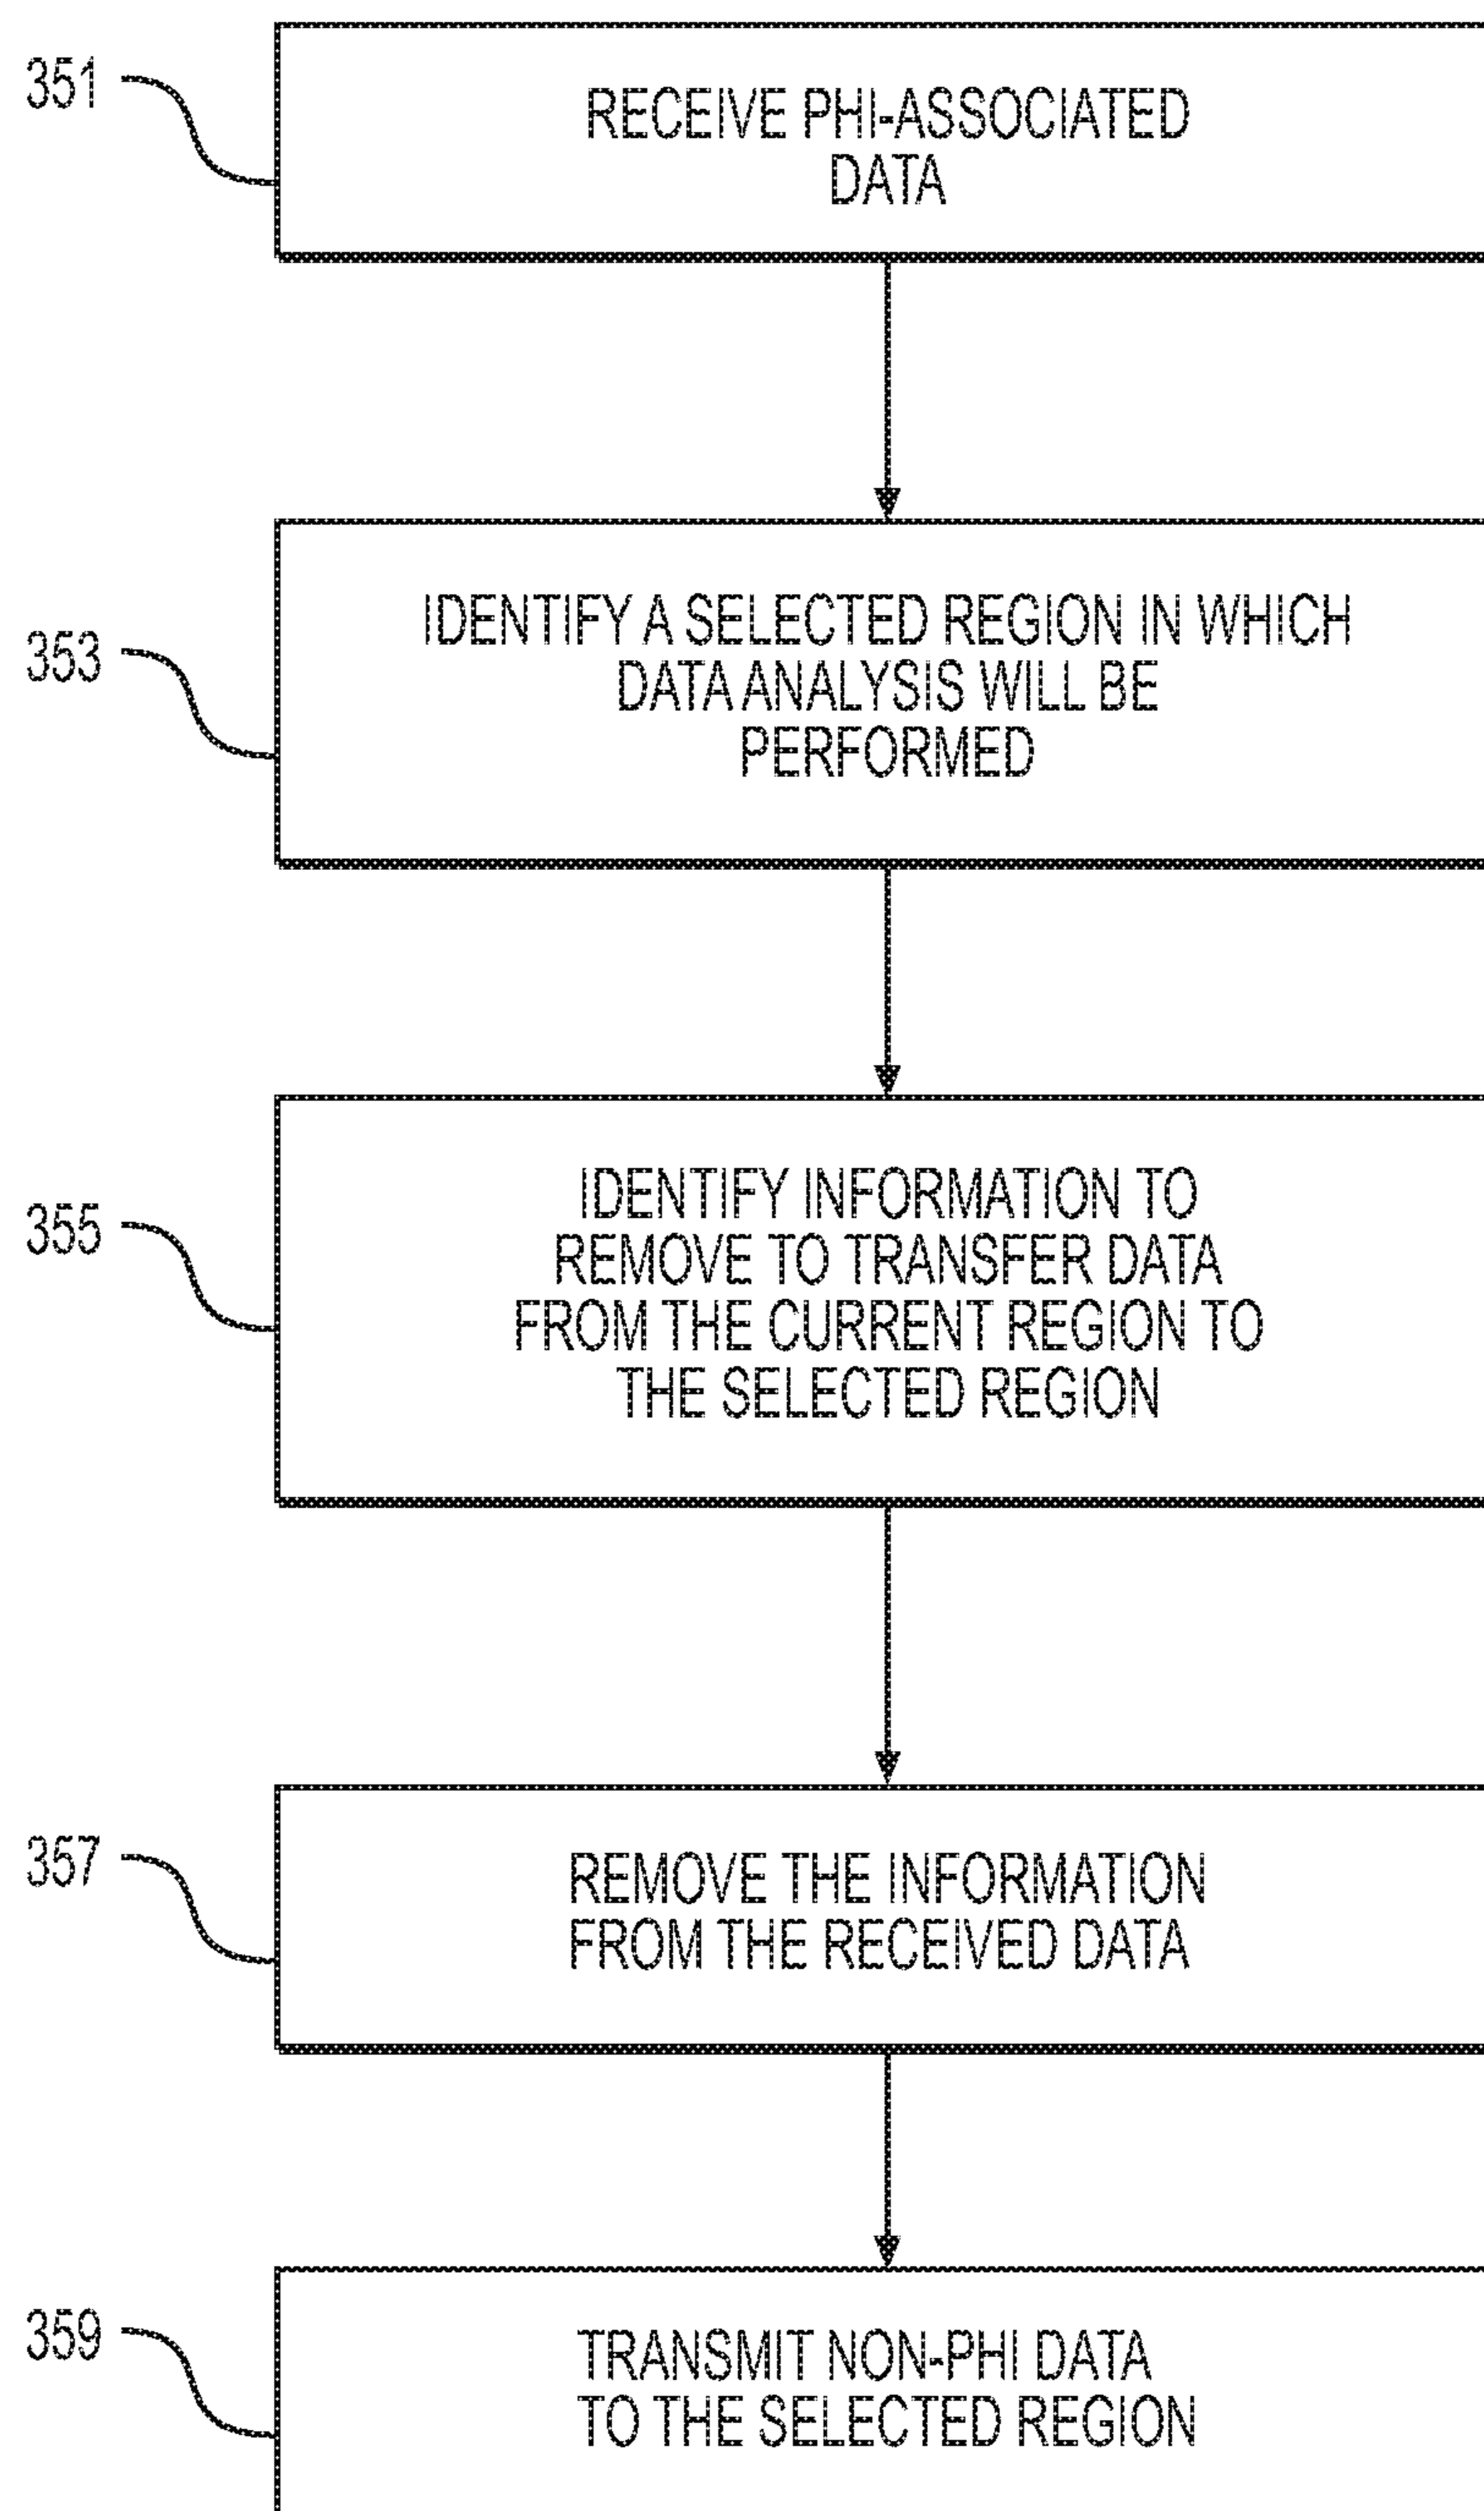 351
RECEIVE PHI-ASSOCIATED
DATA
353
IDENTIFY A SELECTED REGION IN WHICH
DATA ANALYSIS WILL BE
PERFORMED
355
IDENTIFY INFORMATION TO
REMOVE TO TRANSFER DATA
FROM THE CURRENT REGION TO
THE SELECTED REGION
357
REMOVE THE INFORMATION
FROM THE RECEIVED DATA
359
TRANSMIT NON-PHI DATA
TO THE SELECTED REGION